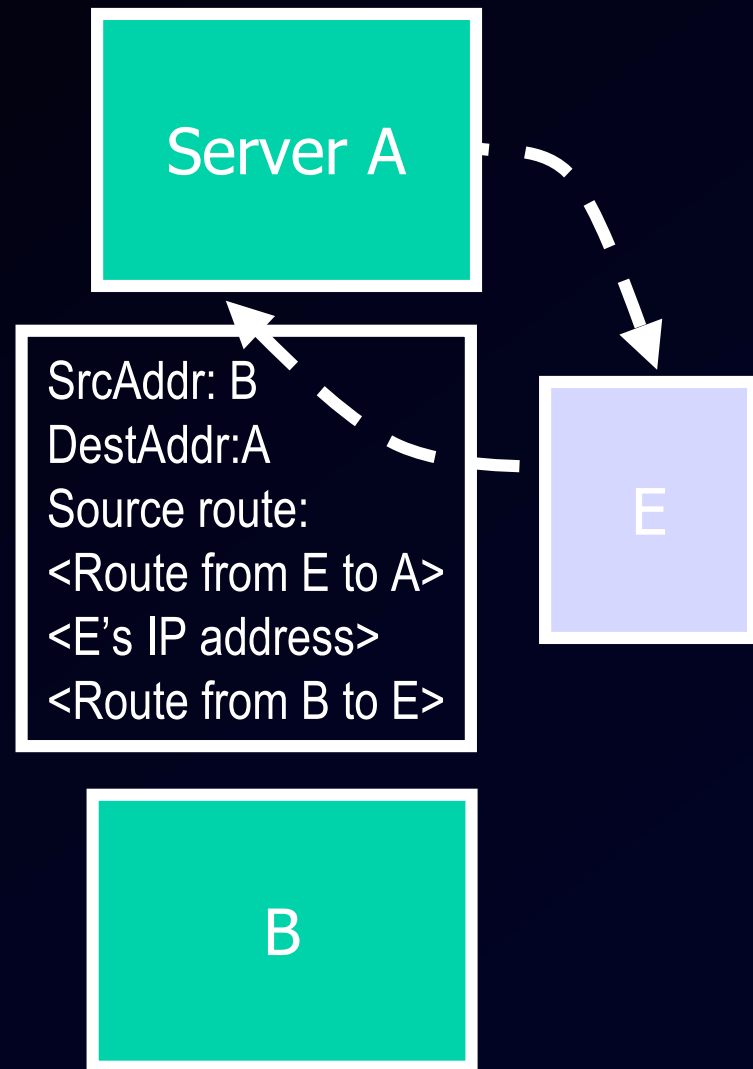 Server A
SrcAddr: B
DestAddr:A
Source route:
<Route from E to A>
<E’s IP address>
<Route from B to E>
E
B